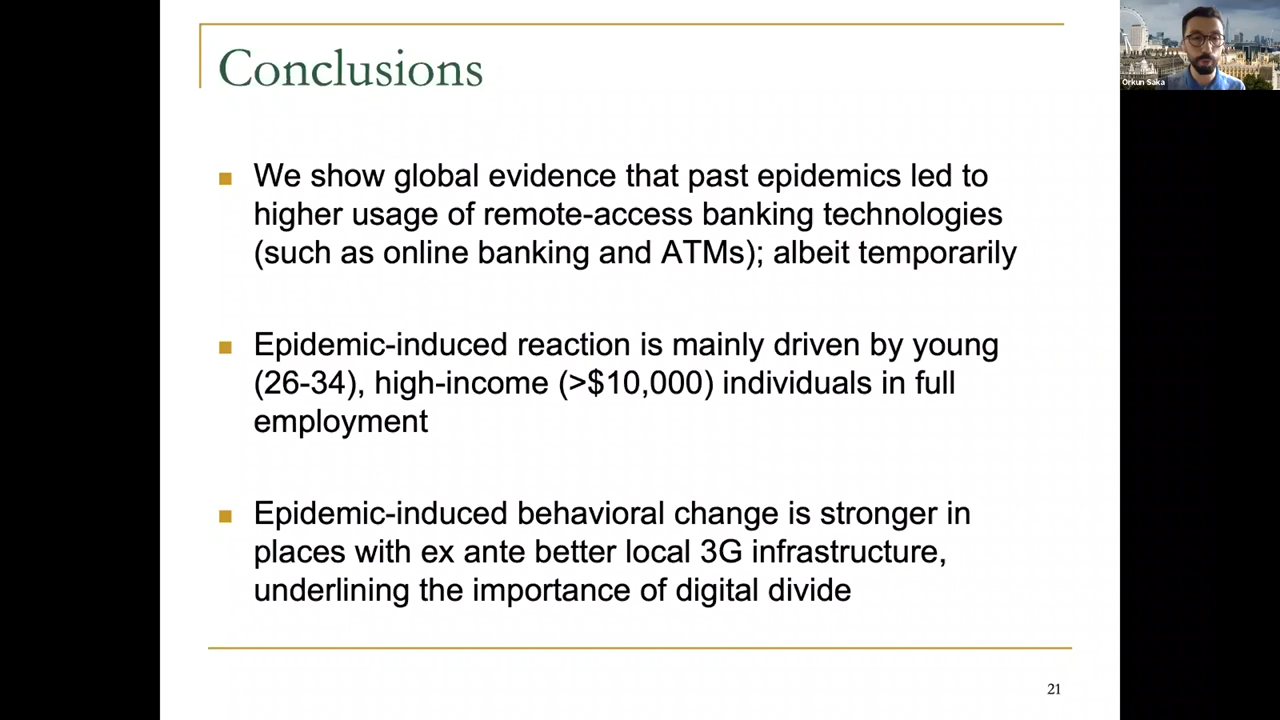 Conclusions
We show global evidence that past epidemics led to
higher usage of remote-access banking technologies
(such as online banking and ATMs); albeit temporarily
Epidemic-induced reaction is mainly driven by young
(26-34), high-income (>$10,000) individuals in full
employment
Epidemic-induced behavioral change is stronger in
places with ex ante better local 3G infrastructure,
underlining the importance of digital divide
21
Orkun Saka